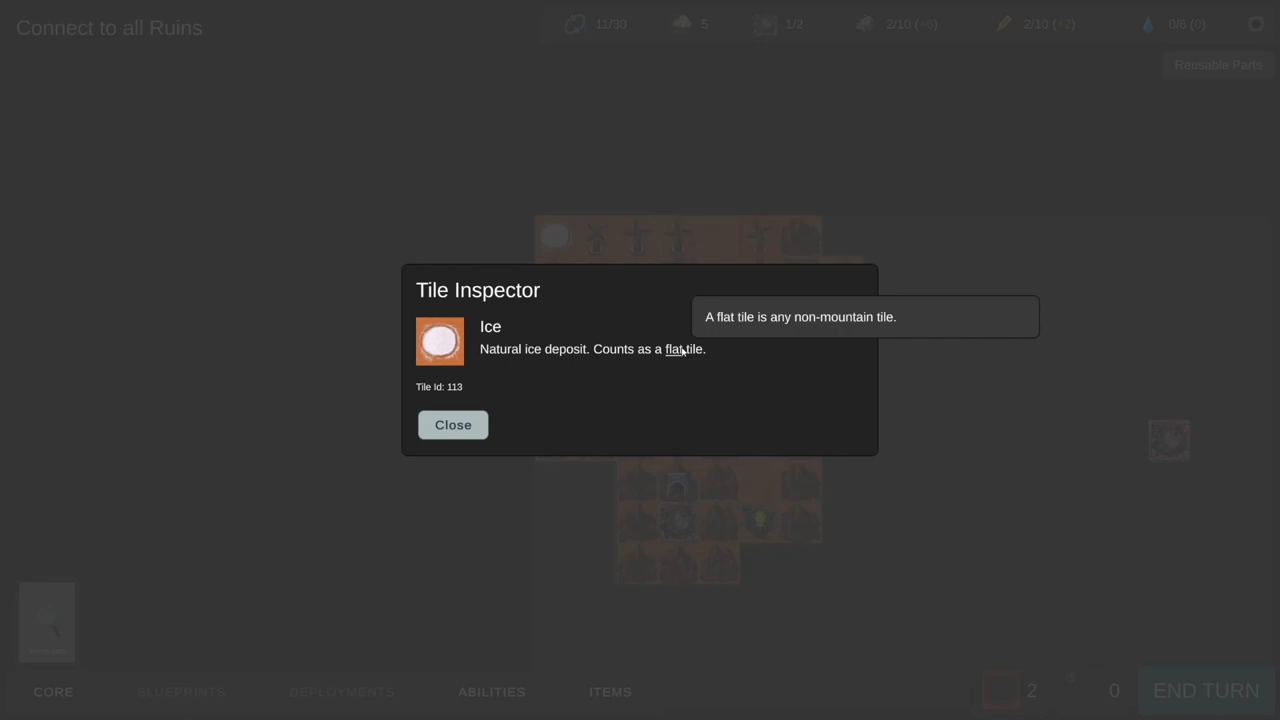 Connect to all Ruins
11/30
5
1/2
2/10 (+6)
2/10 (+2)
0/6 (0)
Reusable Parts
Tile Inspector
Ice
Natural ice deposit. Counts as a flat tile.
A flat tile is any non-mountain tile.
Tile Id: 113
Close
CORE
BLUEPRINTS
DEPLOYMENTS
ABILITIES
ITEMS
2
0
END TURN